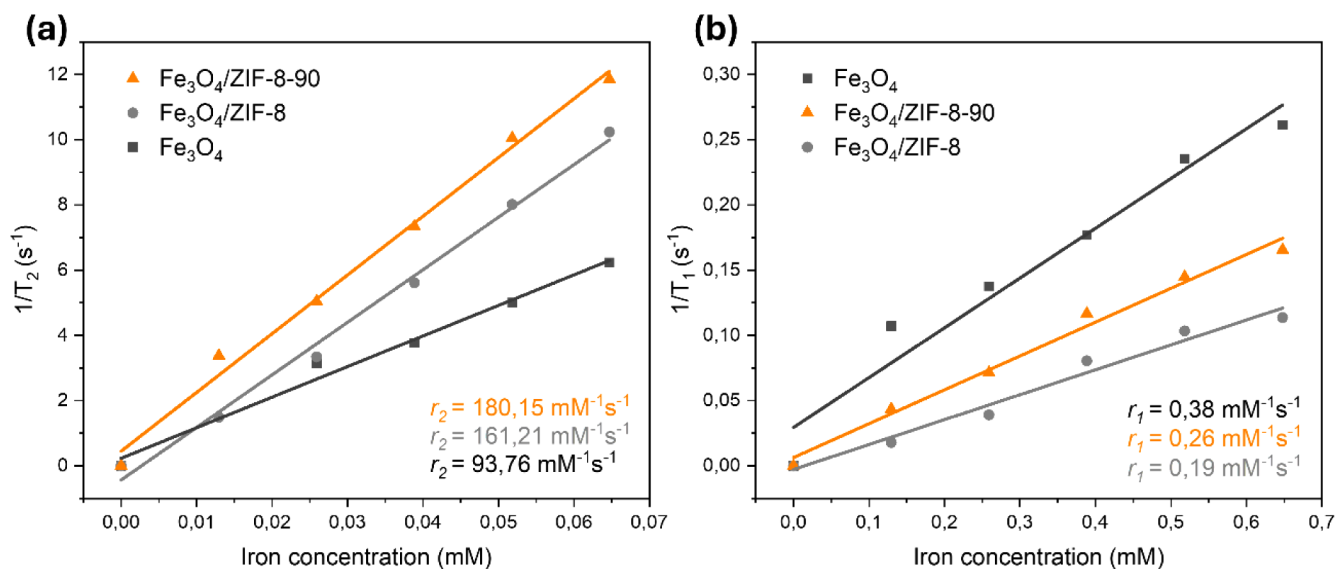 (a)
Fe₃O₄/ZIF-8-90
Fe₃O₄/ZIF-8
Fe₃O₄
r₂ = 180,15 mM⁻¹s⁻¹
r₂ = 161,21 mM⁻¹s⁻¹
r₂ = 93,76 mM⁻¹s⁻¹
1/T₂ (s⁻¹)
12
10
8
6
4
2
0
0,00 0,01 0,02 0,03 0,04 0,05 0,06 0,07
Iron concentration (mM)
(b)
Fe₃O₄
Fe₃O₄/ZIF-8-90
Fe₃O₄/ZIF-8
r₁ = 0,38 mM⁻¹s⁻¹
r₁ = 0,26 mM⁻¹s⁻¹
r₁ = 0,19 mM⁻¹s⁻¹
1/T₁ (s⁻¹)
0,30
0,25
0,20
0,15
0,10
0,05
0,00
0,0 0,1 0,2 0,3 0,4 0,5 0,6 0,7
Iron concentration (mM)